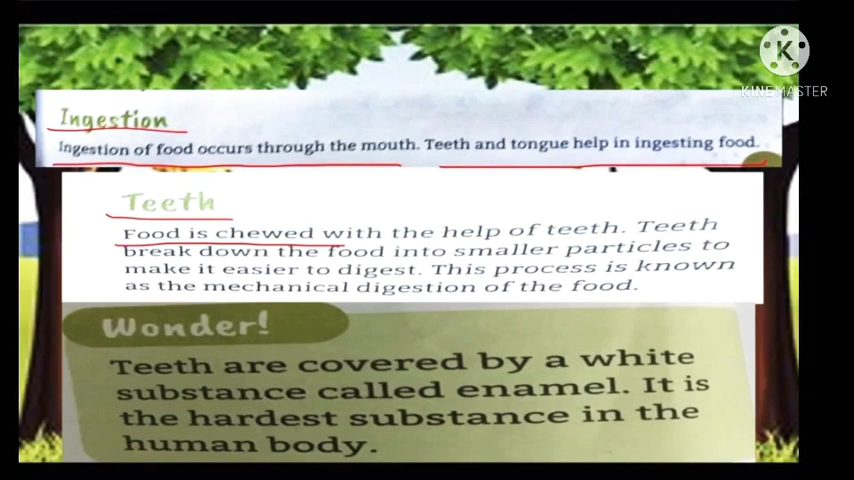 KINEMASTER
Ingestion
Ingestion of food occurs through the mouth. Teeth and tongue help in ingesting food.
Teeth
Food is chewed with the help of teeth. Teeth
break down the food into smaller particles to
make it easier to digest. This process is known
as the mechanical digestion of the food.
Wonder!
Teeth are covered by a white
substance called enamel. It is
the hardest substance in the
human body.